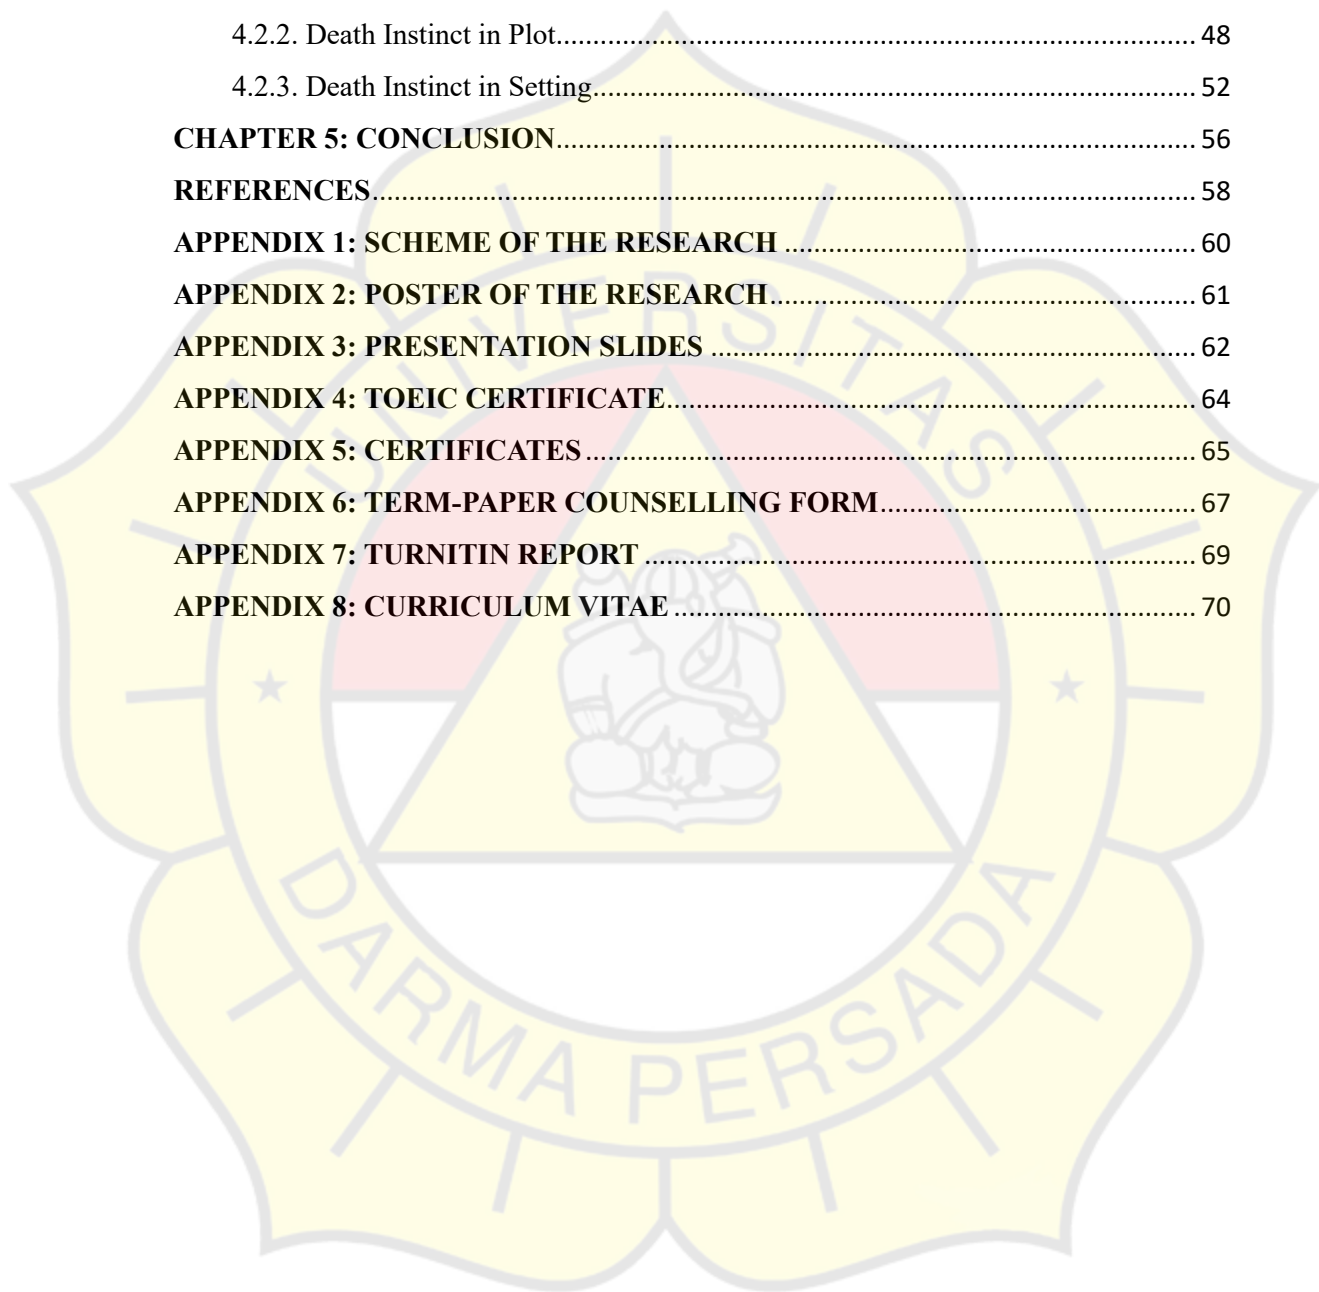 4.2.2. Death Instinct in Plot.......................................................................................... 48
4.2.3. Death Instinct in Setting..................................................................................... 52
CHAPTER 5: CONCLUSION.......................................................................................... 56
REFERENCES.................................................................................................................... 58
APPENDIX 1: SCHEME OF THE RESEARCH .......................................................... 60
APPENDIX 2: POSTER OF THE RESEARCH............................................................ 61
APPENDIX 3: PRESENTATION SLIDES .................................................................... 62
APPENDIX 4: TOEIC CERTIFICATE.......................................................................... 64
APPENDIX 5: CERTIFICATES ..................................................................................... 65
APPENDIX 6: TERM-PAPER COUNSELLING FORM............................................ 67
APPENDIX 7: TURNITIN REPORT ............................................................................. 69
APPENDIX 8: CURRICULUM VITAE ......................................................................... 70
UNIVERSITAS
DARMA PERSADA